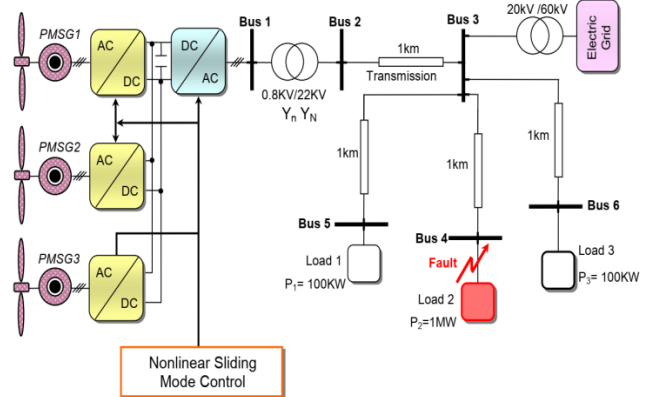 PMSG1
AC
DC
DC
AC
Bus 1
Bus 2
Bus 3
20kV /60kV
Electric
Grid
0.8KV/22KV
Yn YN
1km
Transmission
PMSG2
AC
DC
1km
1km
1km
Bus 5
Bus 4
Bus 6
Fault
Load 1
P1= 100KW
Load 2
P2=1MW
Load 3
P3= 100KW
PMSG3
AC
DC
Nonlinear Sliding
Mode Control